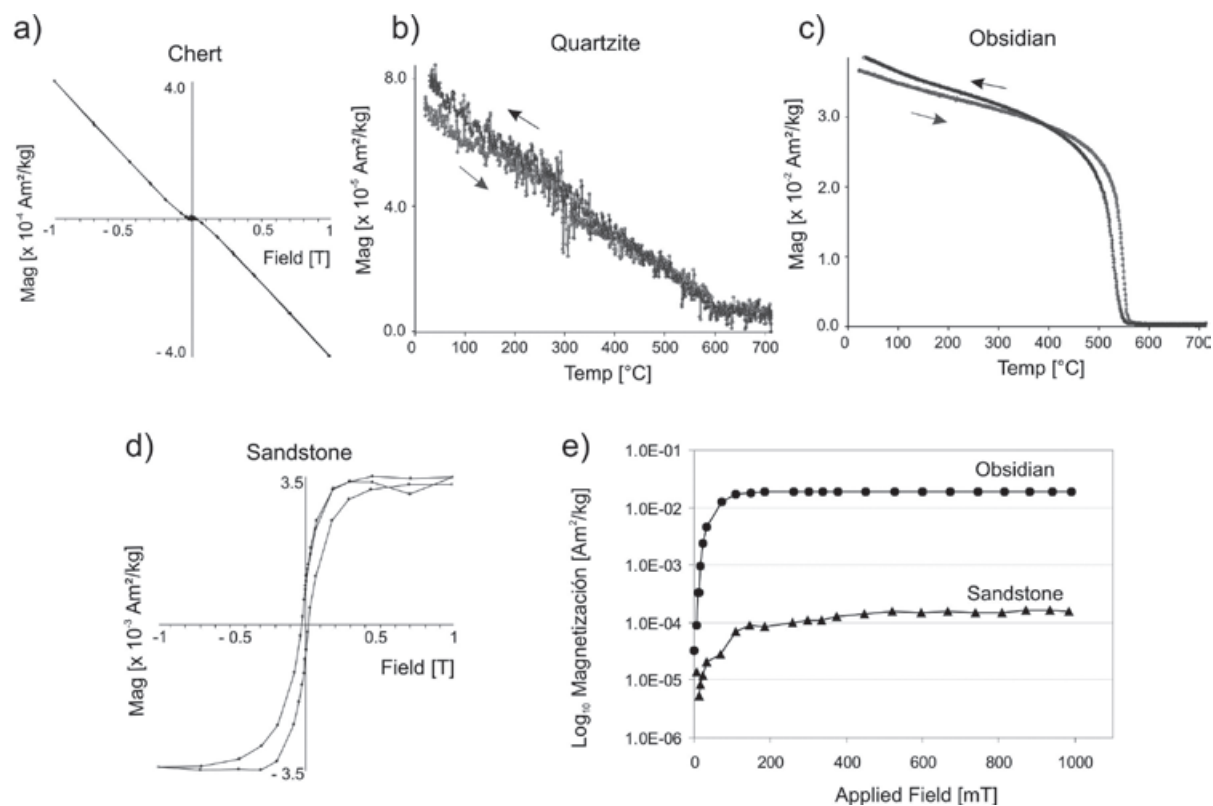 a)
Chert
4.0
-1
- 0.5
0.5
1
Field [T]
- 4.0
Mag [x 10⁻⁴ Am²/kg]
b)
Quartzite
8.0
4.0
0.0
0
100
200
300
400
500
600
700
Temp [°C]
Mag [x 10⁻⁵ Am²/kg]
c)
Obsidian
3.0
2.0
1.0
0.0
0
100
200
300
400
500
600
700
Temp [°C]
Mag [x 10⁻² Am²/kg]
d)
Sandstone
3.5
-1
- 0.5
0.5
1
Field [T]
- 3.5
Mag [x 10⁻³ Am²/kg]
e)
1.0E-01
1.0E-02
1.0E-03
1.0E-04
1.0E-05
1.0E-06
Obsidian
Sandstone
0
200
400
600
800
1000
Applied Field [mT]
Log₁₀ Magnetización [Am²/kg]